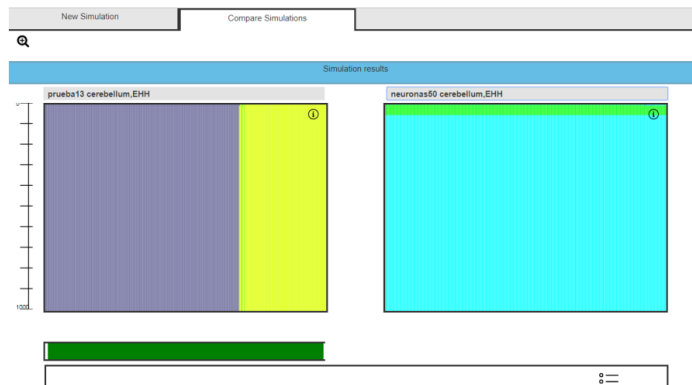 New Simulation
Compare Simulations
Simulation results
prueba13 cerebellum,EHH
neuronas50 cerebellum,EHH
1000